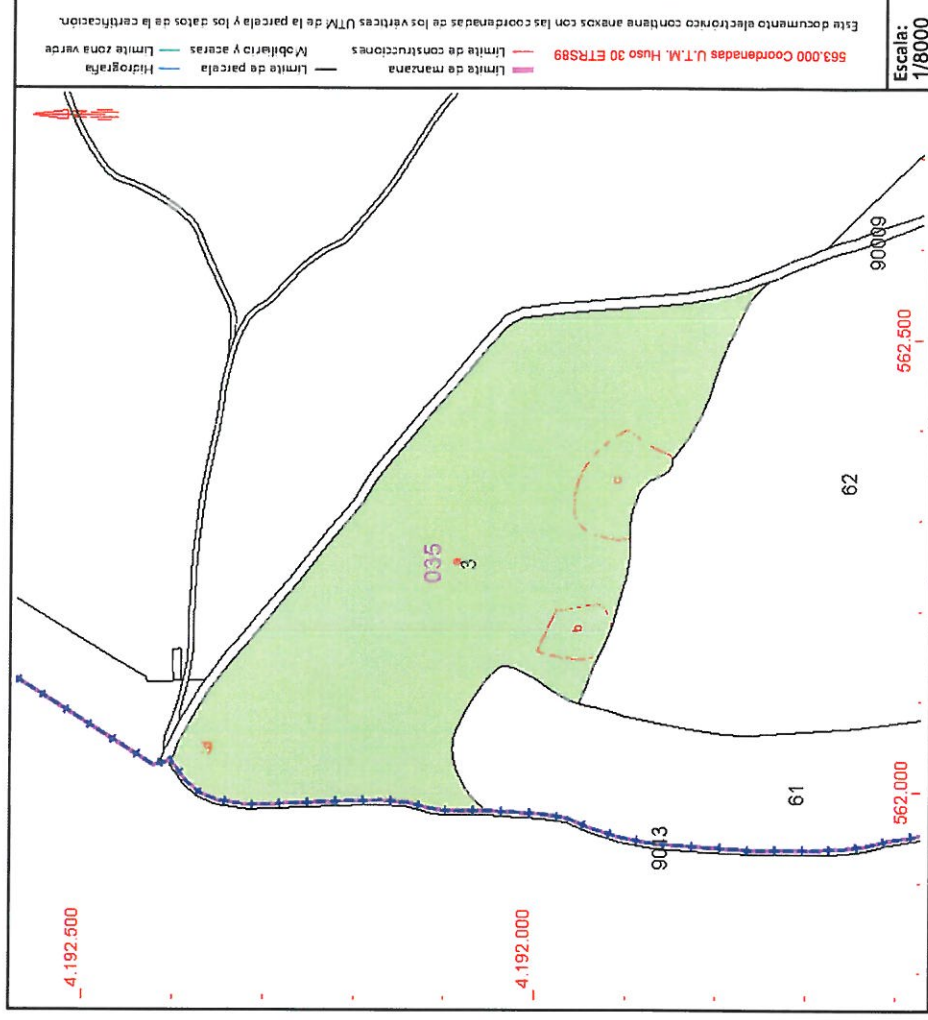 Este documento electrónico contiene anexos con las coordenadas de los vértices UTM de la parcela y los datos de la certificación.
563.000 Coordenadas U.T.M. Huso 30 ETRS89
Límite de manzana
Límite de construcciones
Límite de parcela
Mobiliario y aceras
Hidrografía
Límite zona verde
Escala:
1/8000
4.192.500
4.192.000
562.500
562.000
a
035
3
b
c
62
61
9043
90009